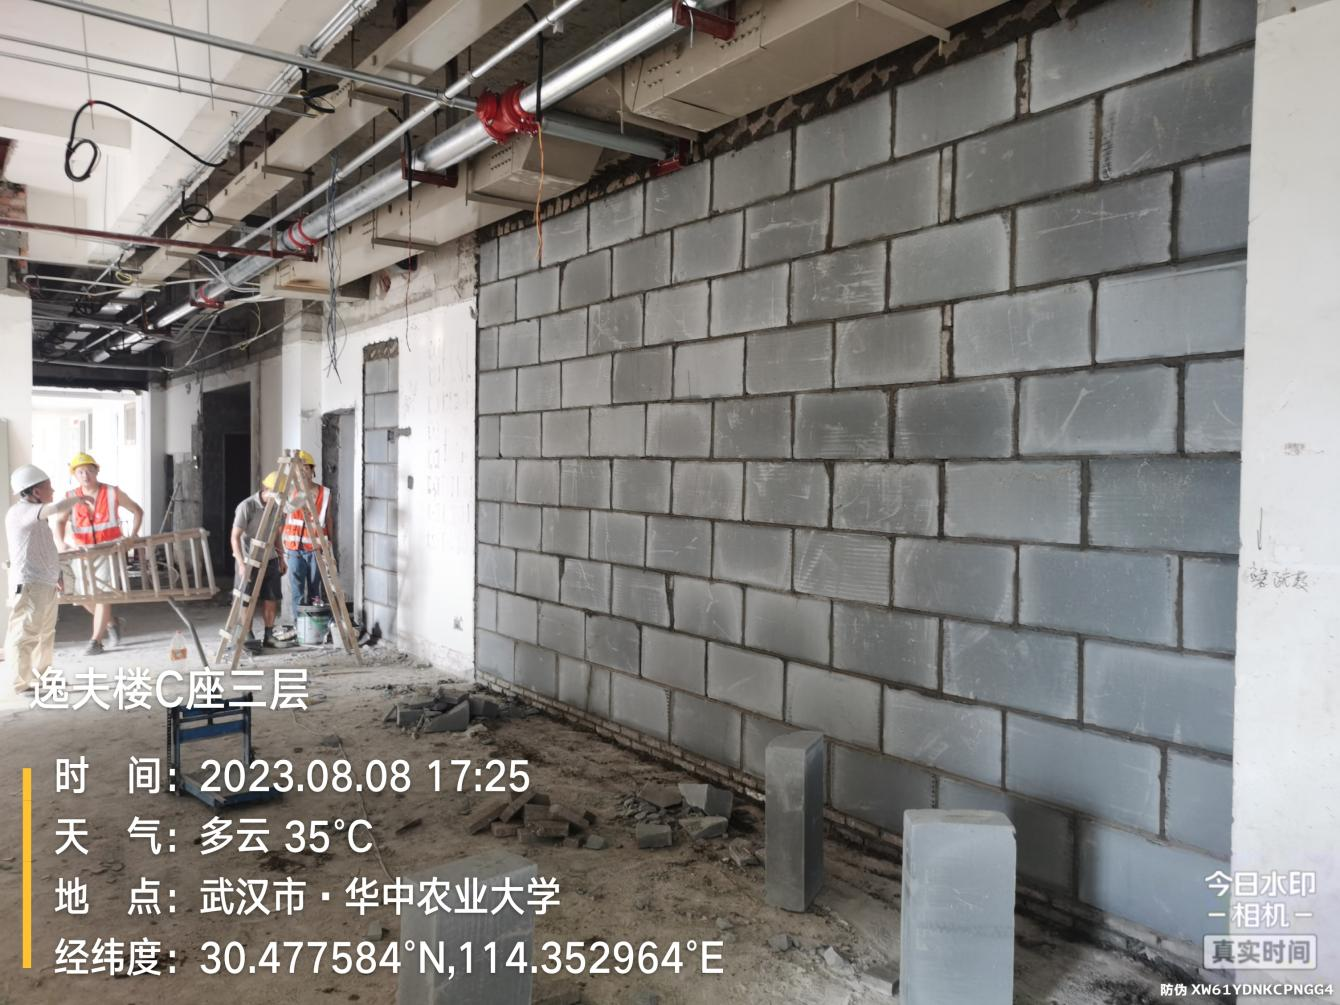 逸夫楼C座三层
时 间：2023.08.08 17:25
天 气：多云 35°C
地 点：武汉市·华中农业大学
经纬度：30.477584°N,114.352964°E
今日水印
相机
真实时间
防伪 XW61YDNKCPNGG4